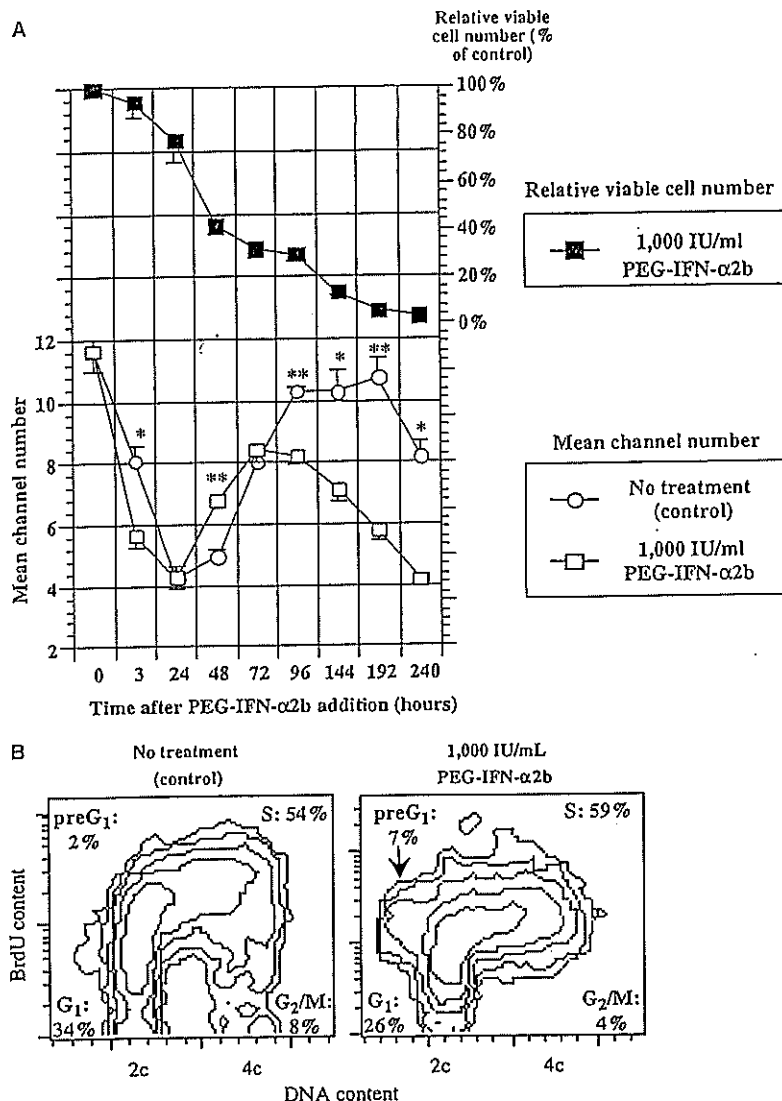 A
Relative viable
cell number (%
of control)
100%
80%
60%
40%
20%
0%
Relative viable cell number
1,000 IU/ml
PEG-IFN-α2b
Mean channel number
12
10
8
6
4
2
* ** ** * ** *
Mean channel number
No treatment
(control)
1,000 IU/ml
PEG-IFN-α2b
0 3 24 48 72 96 144 192 240
Time after PEG-IFN-α2b addition (hours)
B
No treatment
(control)
1,000 IU/mL
PEG-IFN-α2b
BrdU content
preG₁:
2%
S: 54%
G₁:
34%
G₂/M:
8%
preG₁:
7%
S: 59%
G₁:
26%
G₂/M:
4%
2c 4c 2c 4c
DNA content